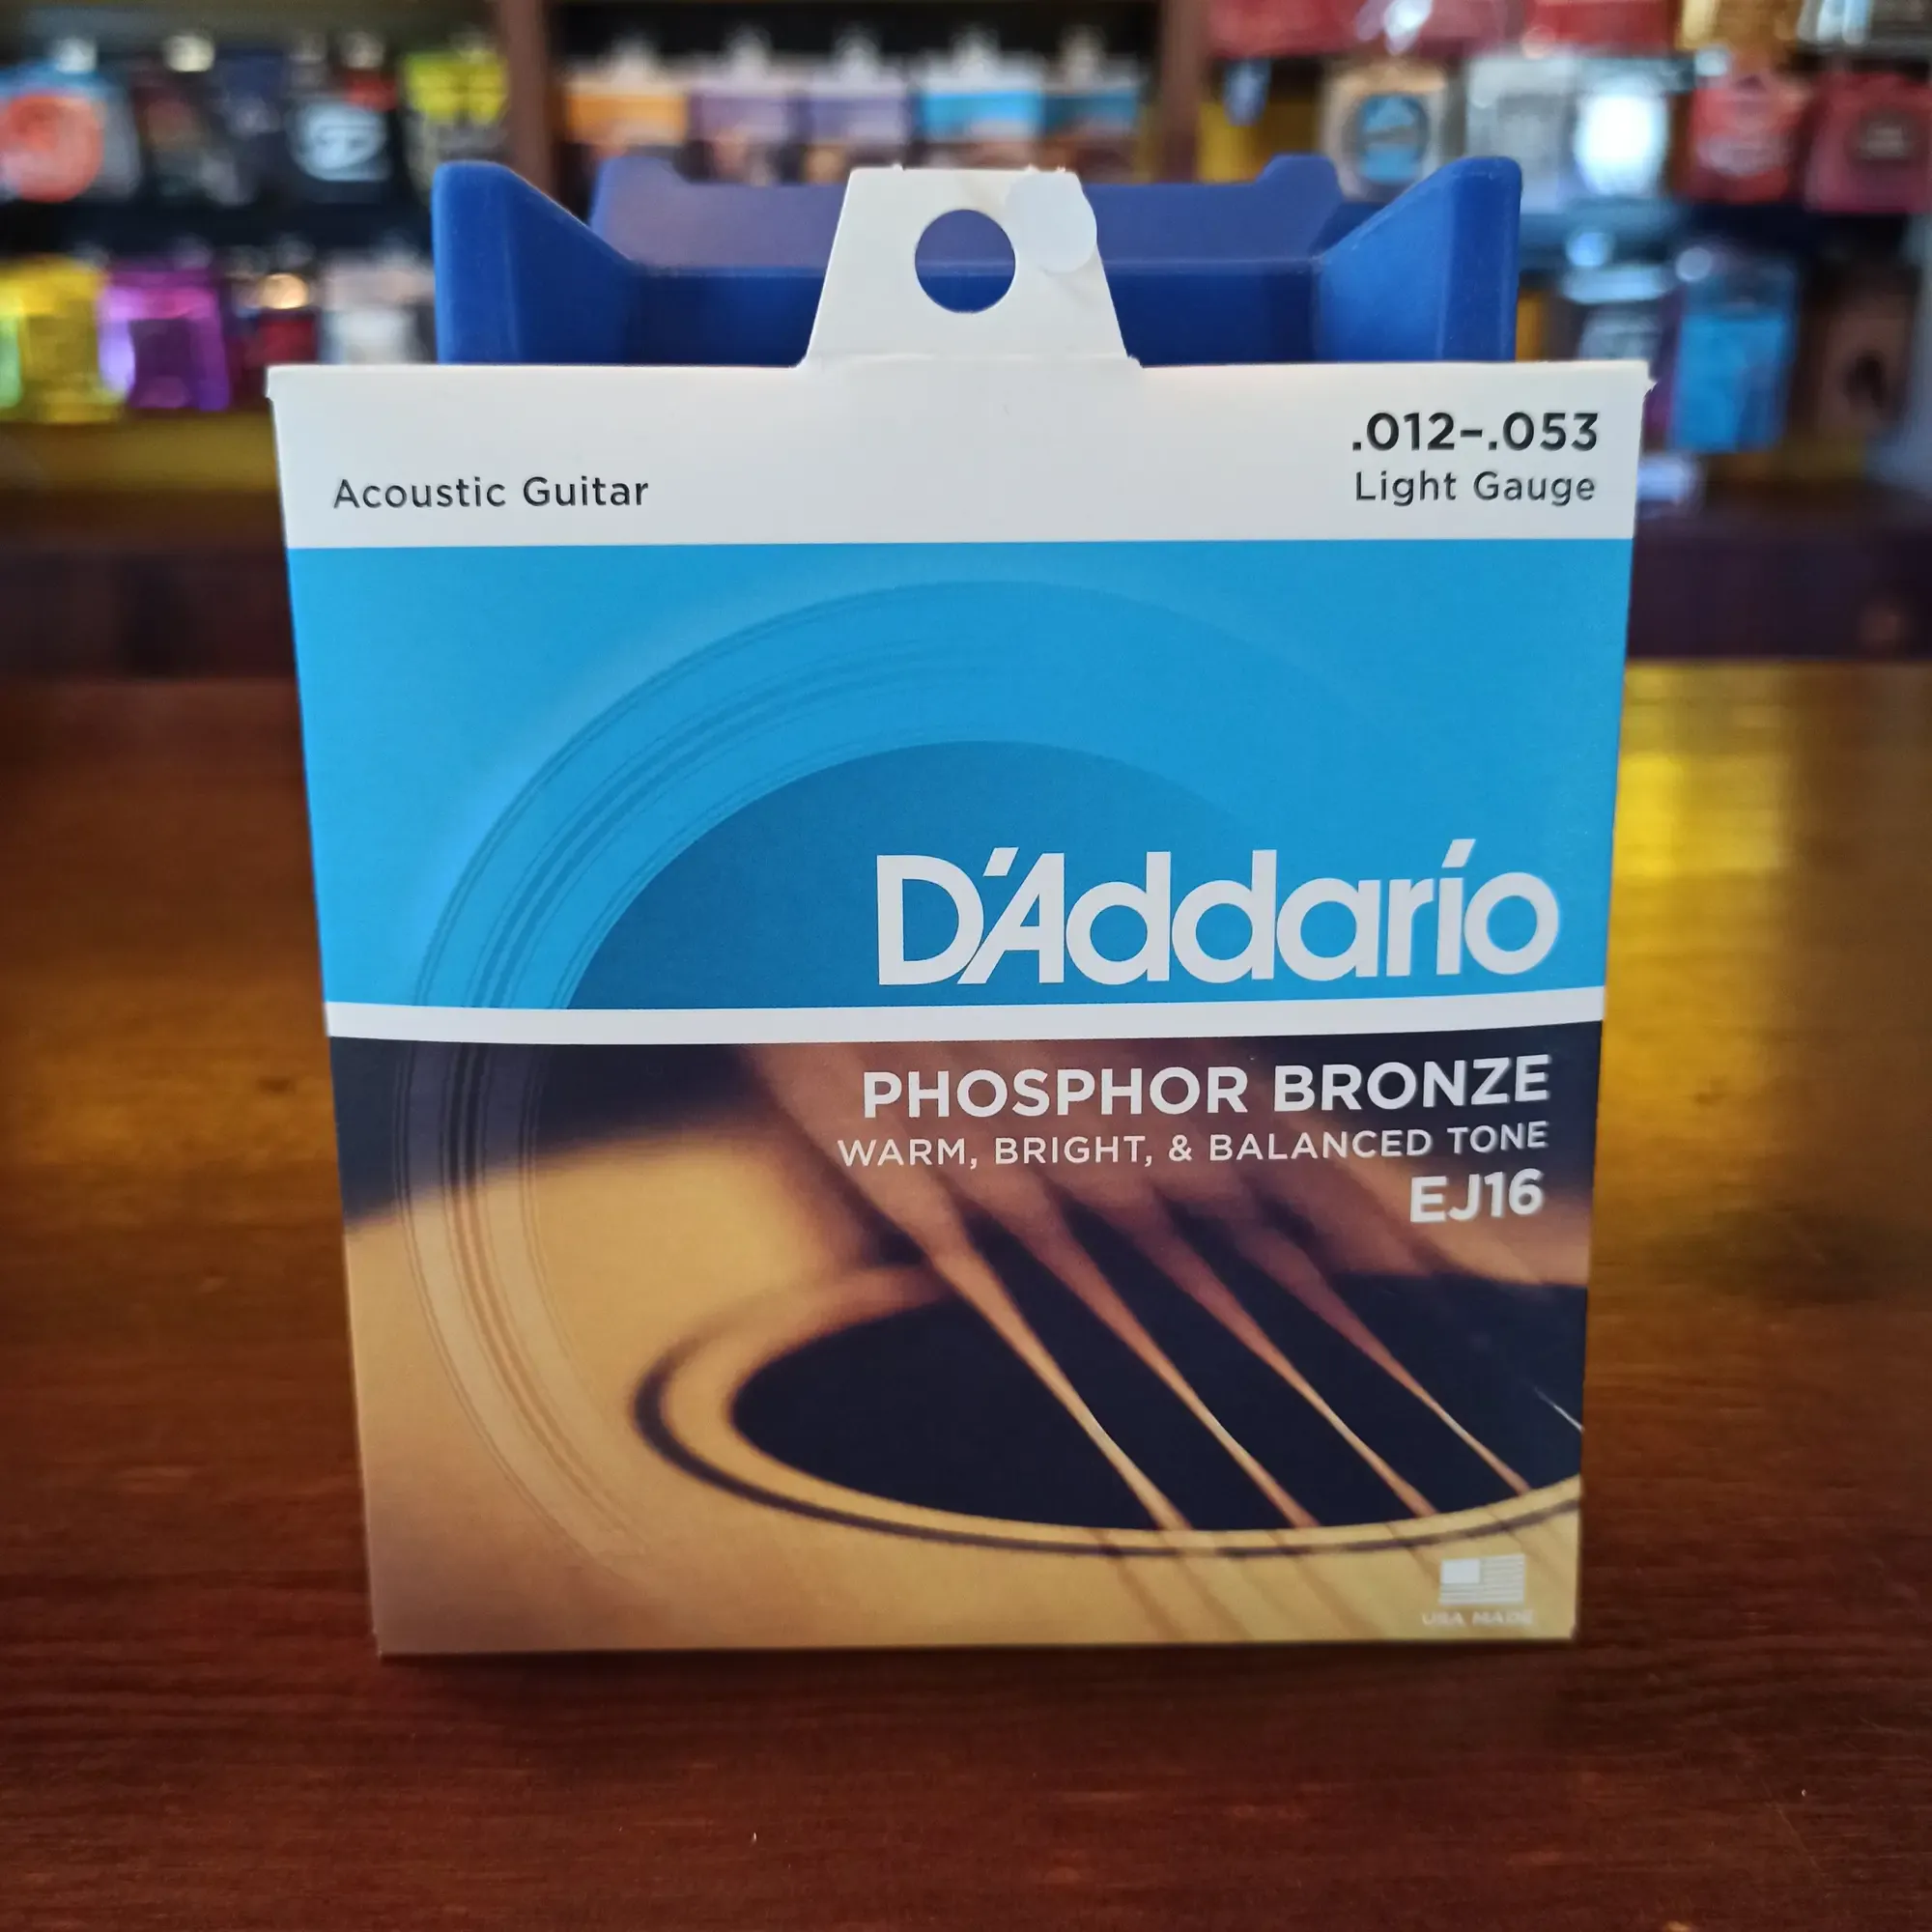 Acoustic Guitar
.012–.053
Light Gauge
D'Addario
PHOSPHOR BRONZE
WARM, BRIGHT, & BALANCED TONE
EJ16
USA MADE